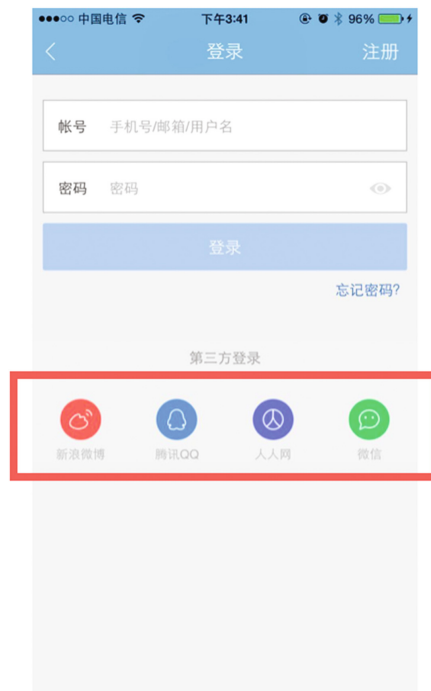 中国电信 下午3:41 96%
登录 注册
帐号 手机号/邮箱/用户名
密码 密码
登录
忘记密码?
第三方登录
新浪微博 腾讯QQ 人人网 微信